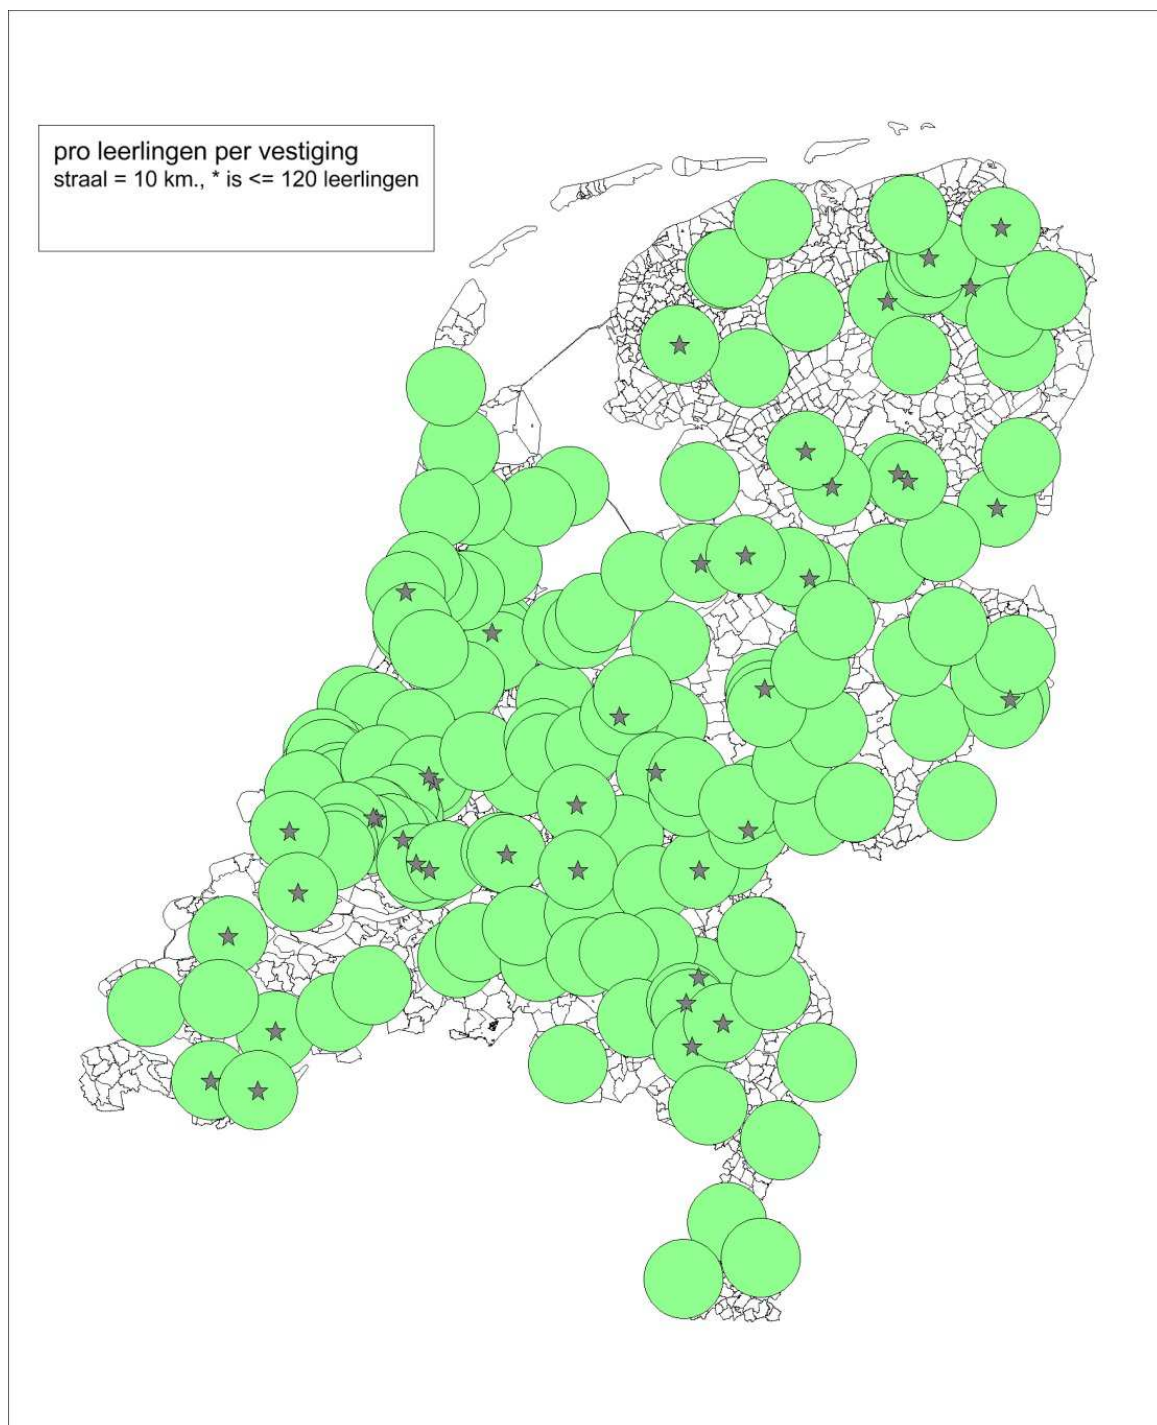 pro leerlingen per vestiging
straal = 10 km., * is <= 120 leerlingen